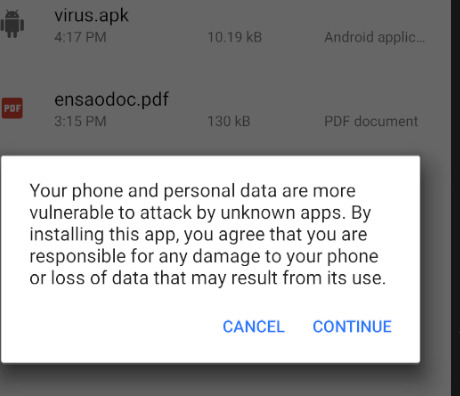 virus.apk
4:17 PM 10.19 kB Android applic...
PDF
ensaodoc.pdf
3:15 PM 130 kB PDF document
Your phone and personal data are more
vulnerable to attack by unknown apps. By
installing this app, you agree that you are
responsible for any damage to your phone
or loss of data that may result from its use.
CANCEL CONTINUE